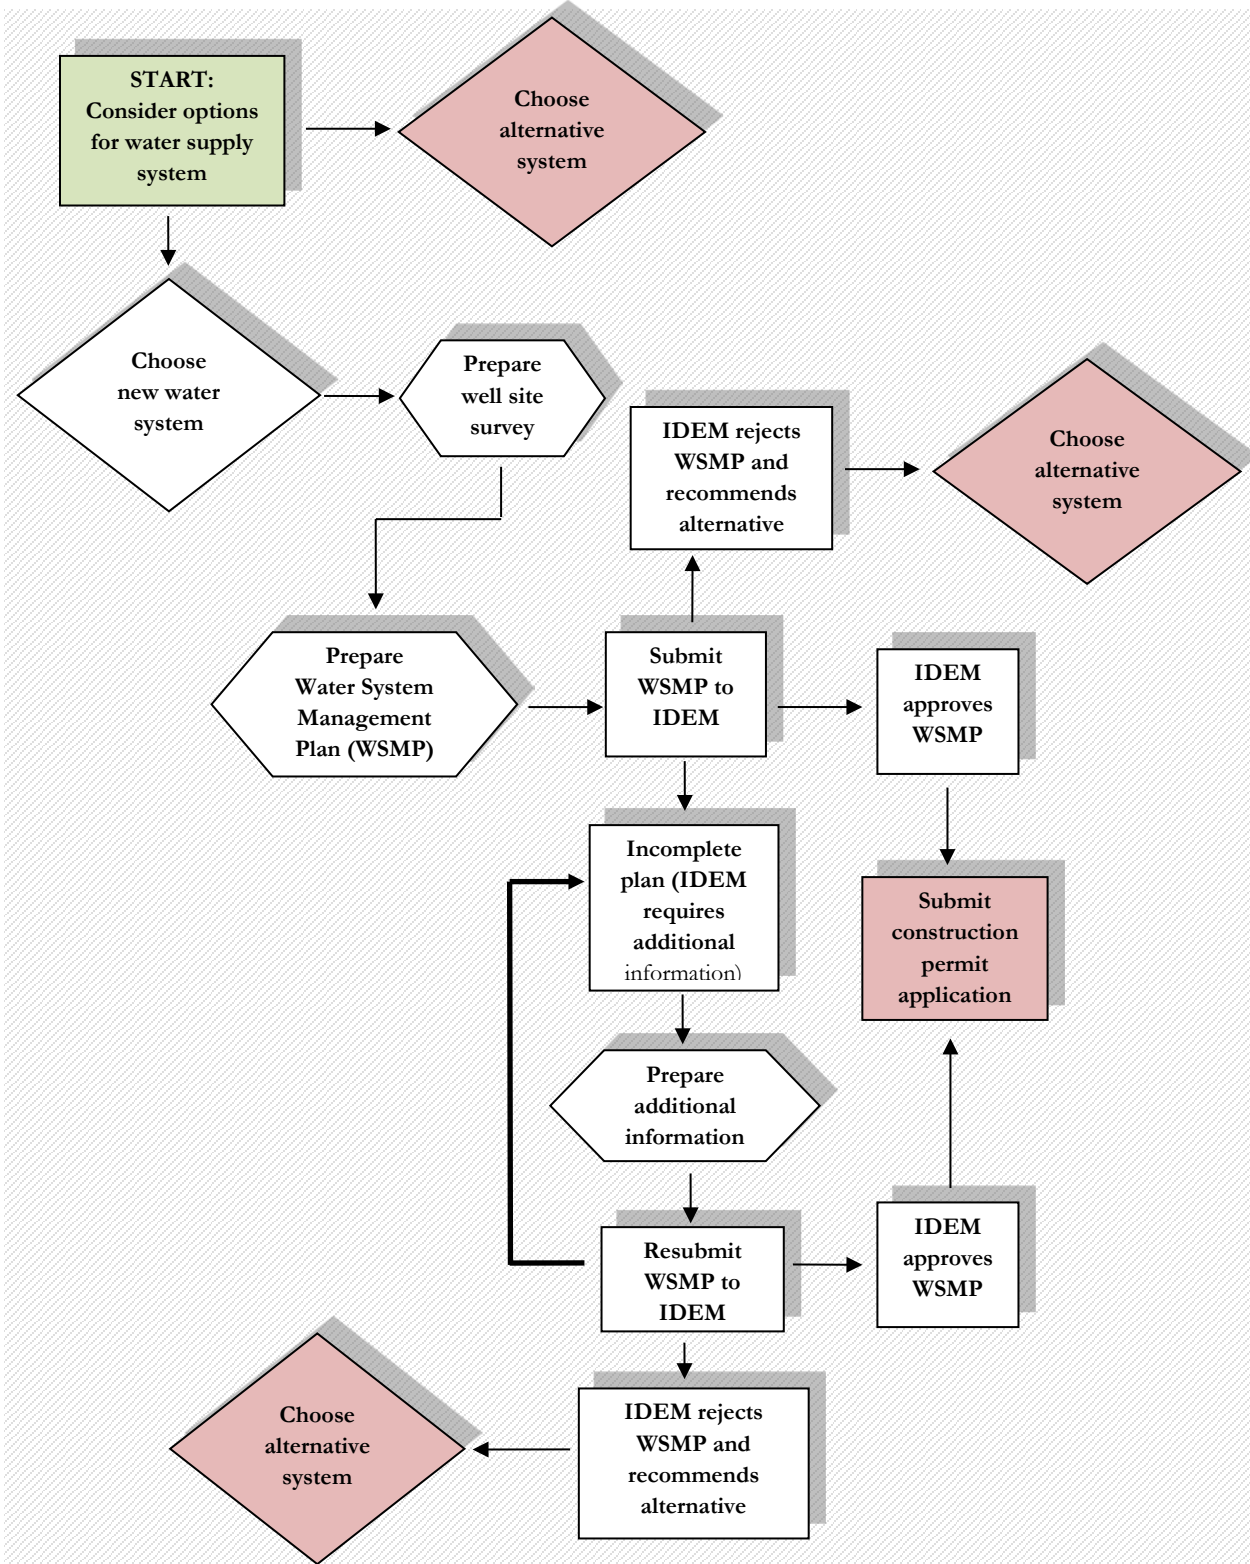 START:
Consider options
for water supply
system
Choose
alternative
system
Choose
new water
system
Prepare
well site
survey
IDEM rejects
WSMP and
recommends
alternative
Choose
alternative
system
Prepare
Water System
Management
Plan (WSMP)
Submit
WSMP to
IDEM
IDEM
approves
WSMP
Incomplete
plan (IDEM
requires
additional
information)
Submit
construction
permit
application
Prepare
additional
information
Resubmit
WSMP to
IDEM
IDEM
approves
WSMP
Choose
alternative
system
IDEM rejects
WSMP and
recommends
alternative